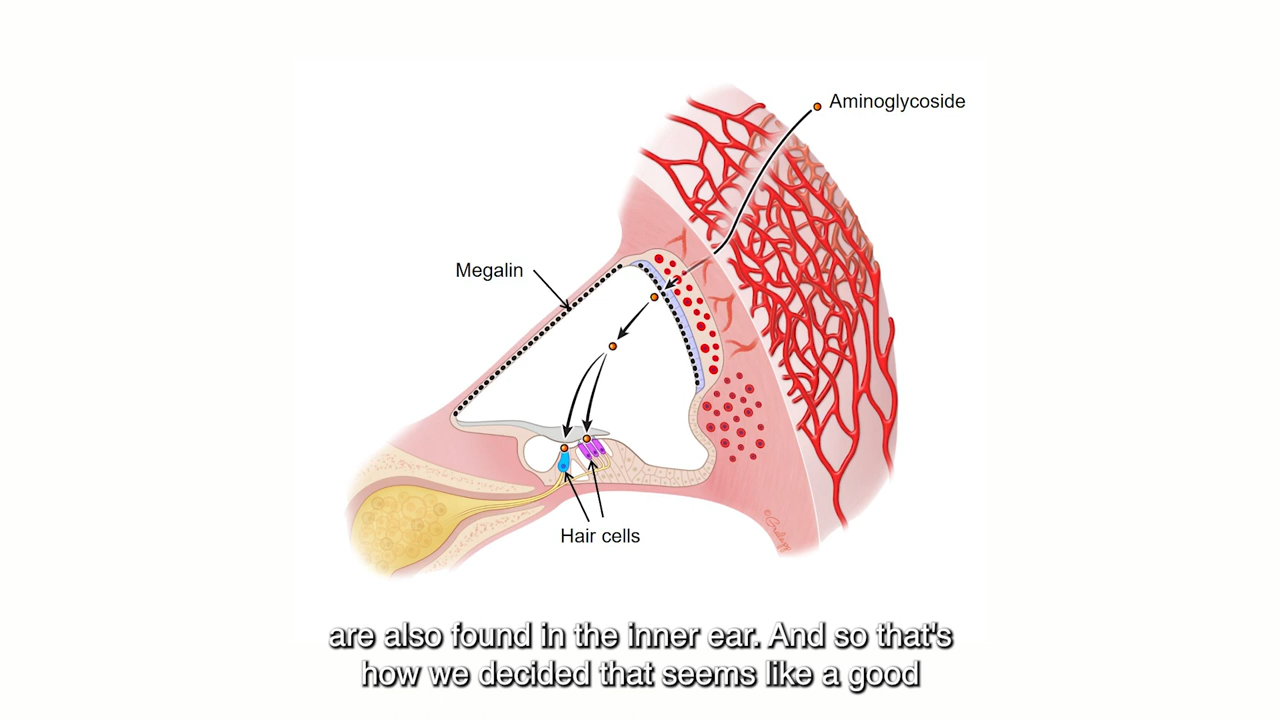 Aminoglycoside
Megalin
Hair cells
are also found in the inner ear. And so that's
how we decided that seems like a good